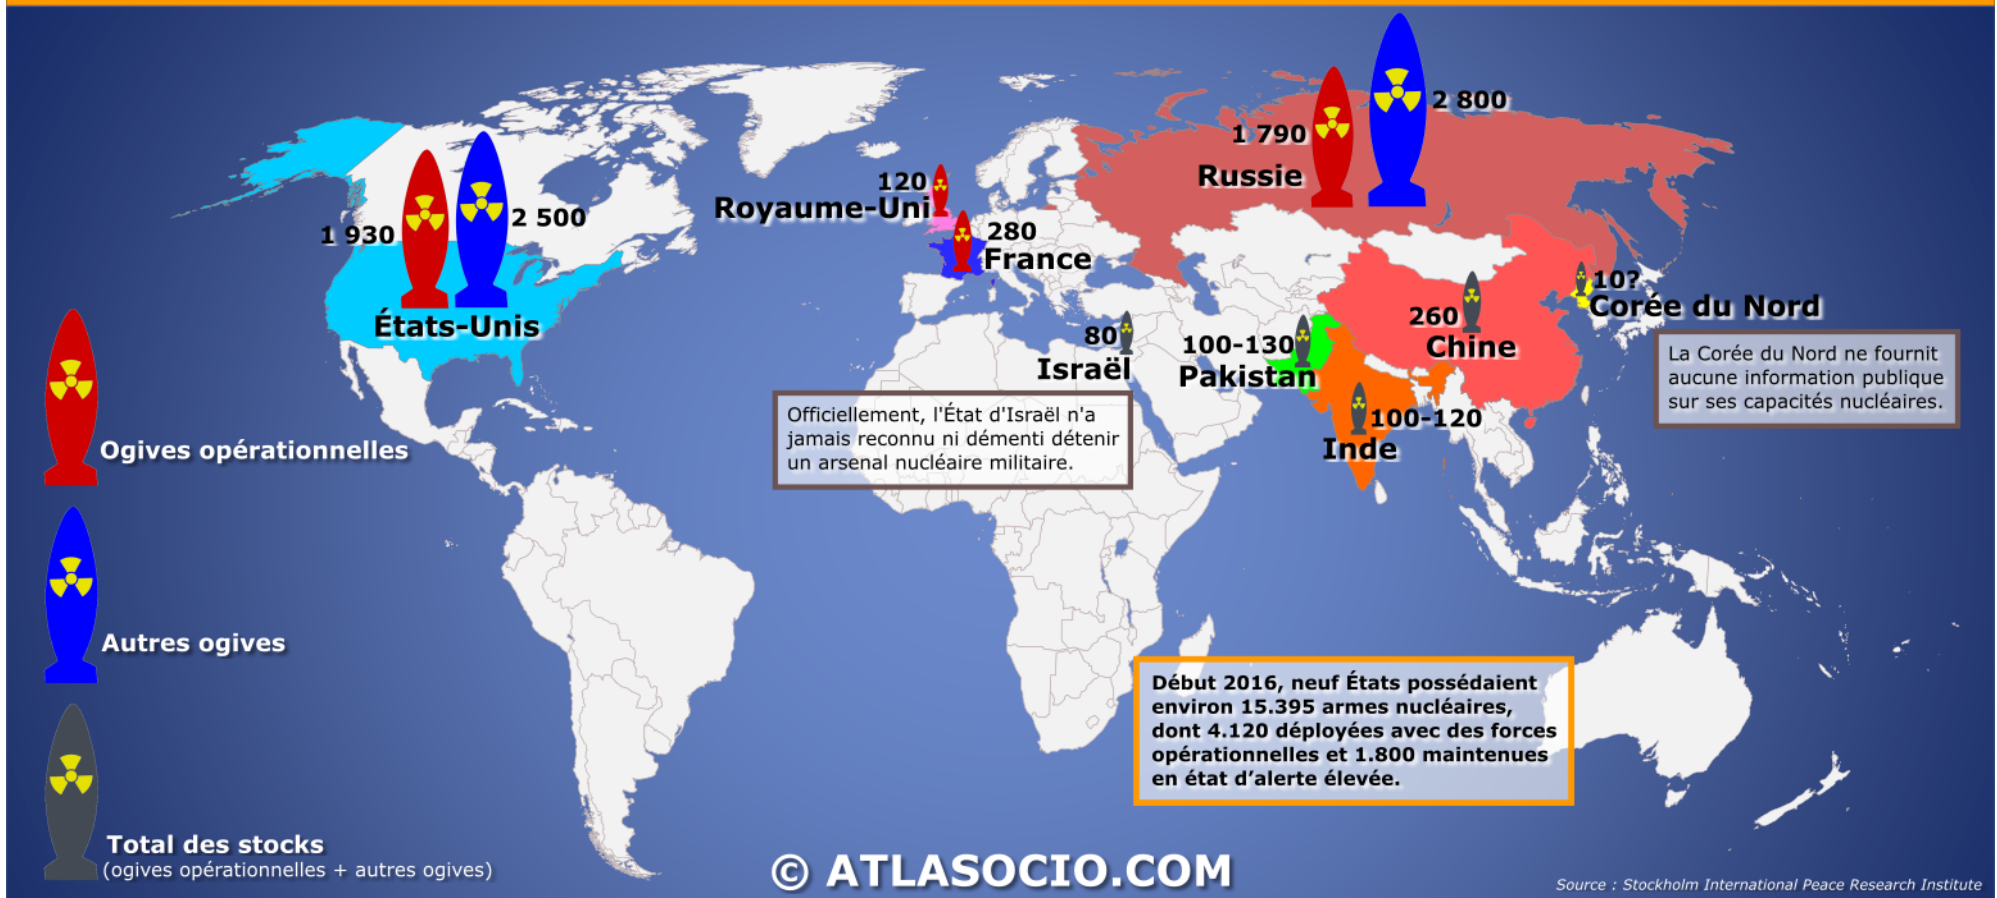 2 800
1 790
Russie
120
Royaume-Uni
280
France
1 930
2 500
États-Unis
10?
Corée du Nord
260
Chine
80
Israël
100-130
Pakistan
100-120
Inde
La Corée du Nord ne fournit
aucune information publique
sur ses capacités nucléaires.
Officiellement, l'État d'Israël n'a
jamais reconnu ni démenti détenir
un arsenal nucléaire militaire.
Ogives opérationnelles
Autres ogives
Total des stocks
(ogives opérationnelles + autres ogives)
Début 2016, neuf États possédaient
environ 15.395 armes nucléaires,
dont 4.120 déployées avec des forces
opérationnelles et 1.800 maintenues
en état d’alerte élevée.
© ATLASOCIO.COM
Source : Stockholm International Peace Research Institute